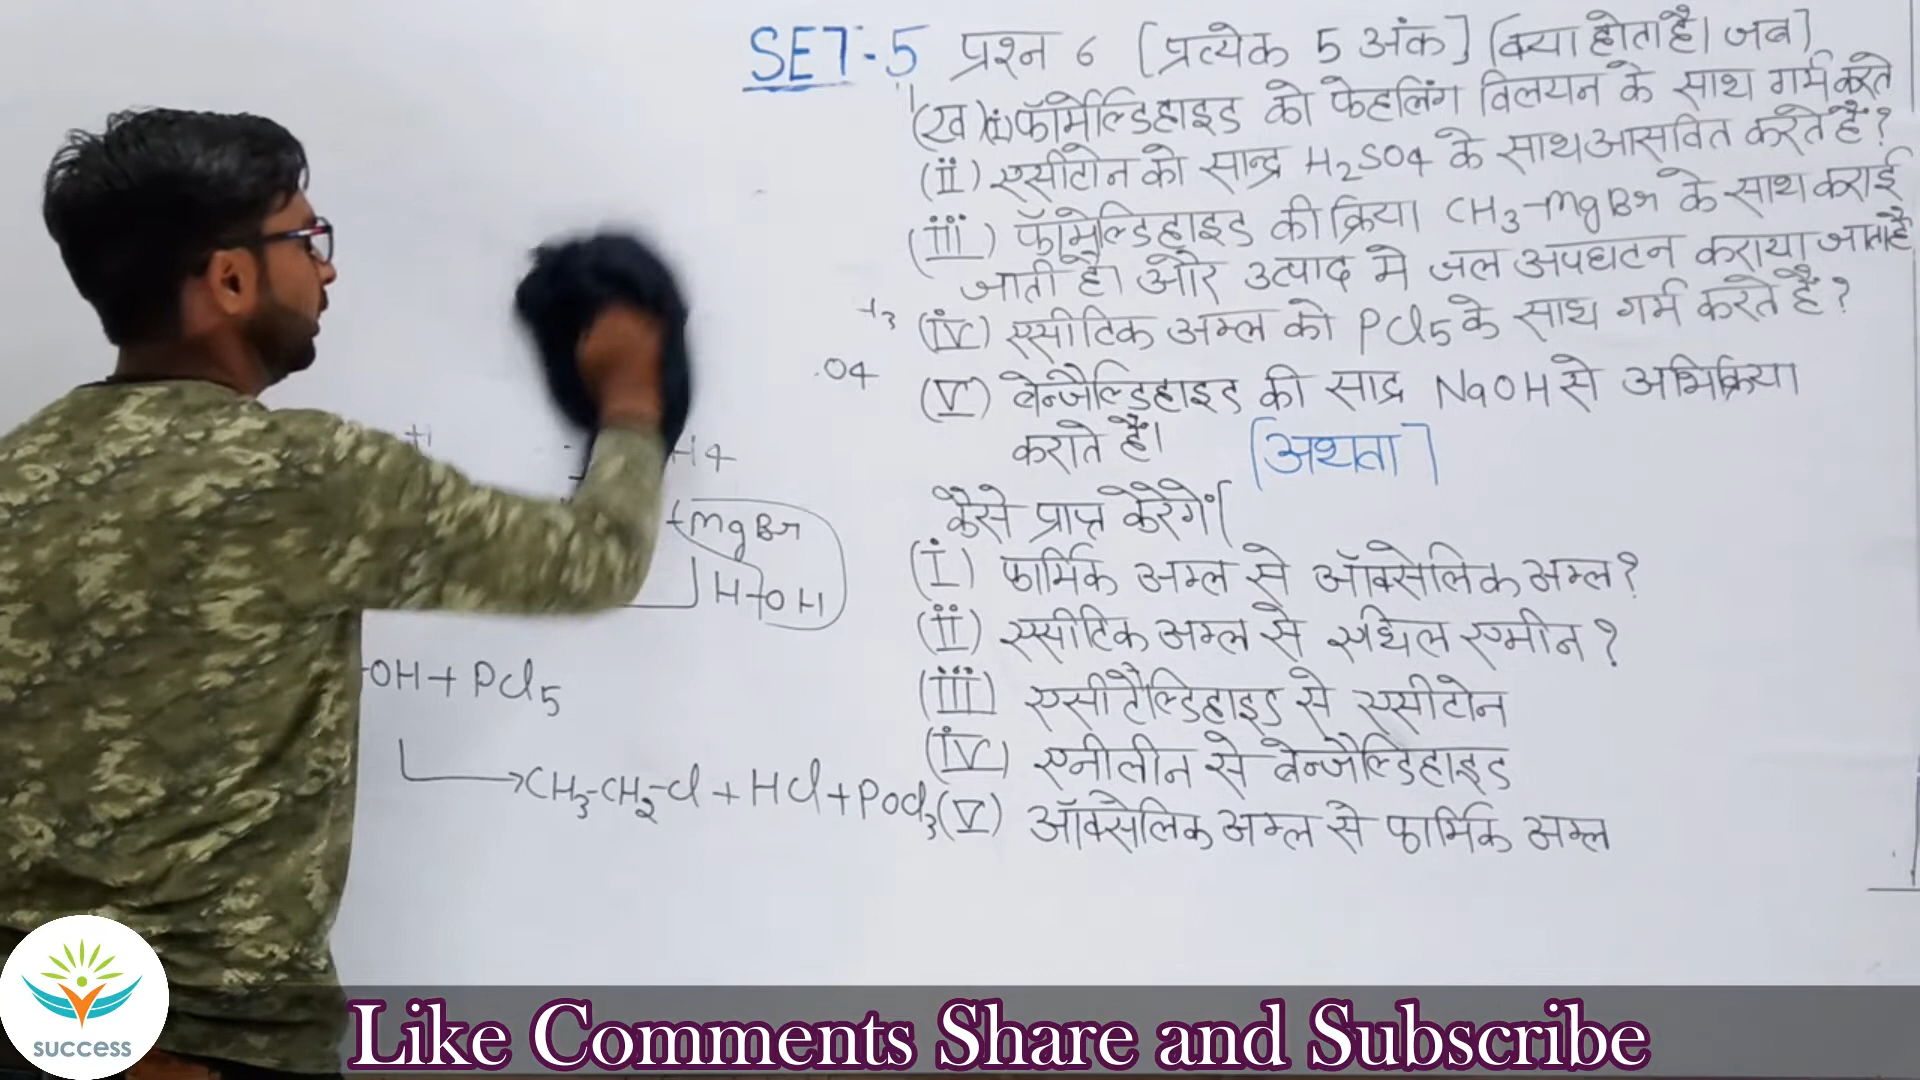 SET-5 प्रश्न 6 [प्रत्येक 5 अंक] [क्या होता है। जब]
(ख)(i) फॉर्मेल्डिहाइड को फेहलिंग विलयन के साथ गर्म करते
(ii) एसीटोन को सान्द्र H2SO4 के साथ आसवित करते हैं?
(iii) फॉर्मेल्डिहाइड की क्रिया CH3-MgBr के साथ कराई
जाती है। और उत्पाद मे जल अपघटन कराया जाता है
(iv) एसीटिक अम्ल को PCl5 के साथ गर्म करते हैं?
(V) बेन्जैल्डिहाइड की साद्र NaOH से अभिक्रिया
कराते हैं।
[अथवा]
कैसे प्राप्त करेगें।
(I) फार्मिक अम्ल से ऑक्सेलिक अम्ल?
(II) एसीटिक अम्ल से एथिल एमीन?
(III) एसीटैल्डिहाइड से एसीटोन
(IV) एनीलीन से बेन्जैल्डिहाइड
(V) ऑक्सैलिक अम्ल से फार्मिक अम्ल
O4
H4
+MgBr
H+OH
OH + PCl5
→CH3-CH2-Cl + HCl + POCl3
success
Like Comments Share and Subscribe